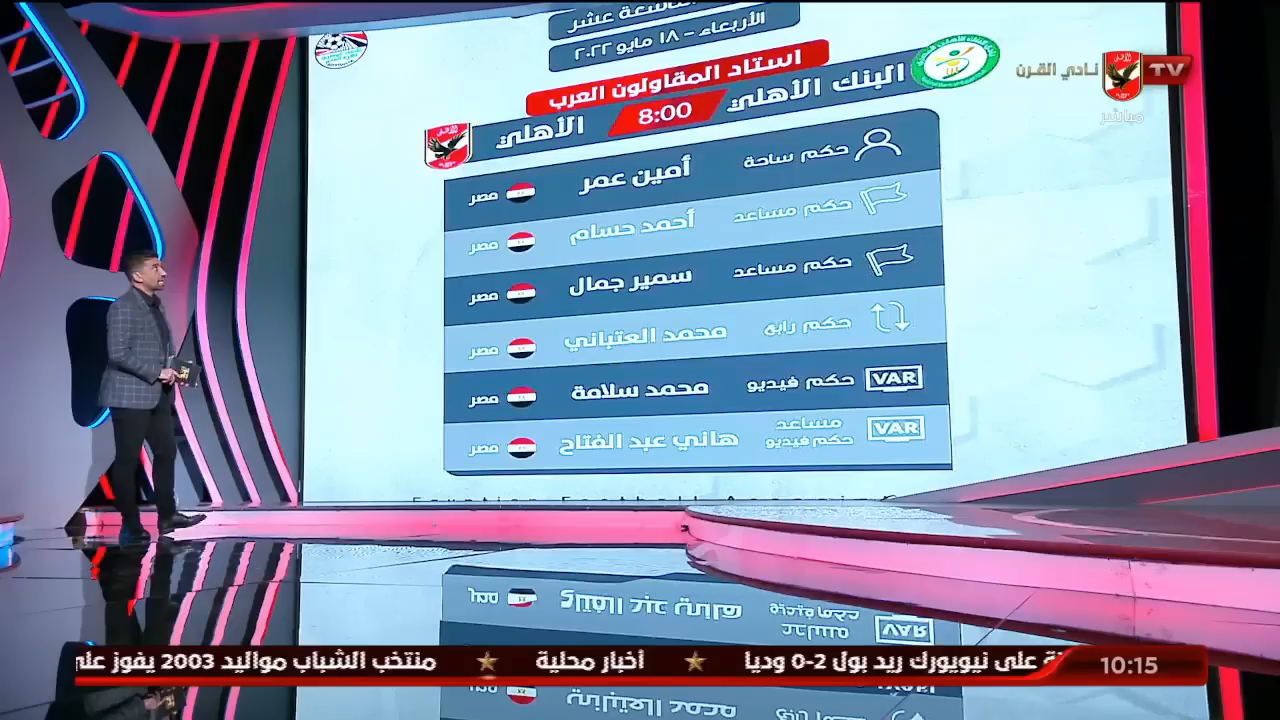 التاسعة عشر
الأربعاء - ١٨ مايو ٢٠٢٢
استاد المقاولون العرب
البنك الأهلي 8:00 الأهلي
نادي القرن TV
مباشر
حكم ساحة أمين عمر مصر
حكم مساعد أحمد حسام مصر
حكم مساعد سمير جمال مصر
حكم رابع محمد العتباني مصر
VAR حكم فيديو محمد سلامة مصر
VAR مساعد حكم فيديو هاني عبد الفتاح مصر
على نيويورك ريد بول 2-0 وديا ★ أخبار محلية ★ منتخب الشباب مواليد 2003 يفوز على
10:15